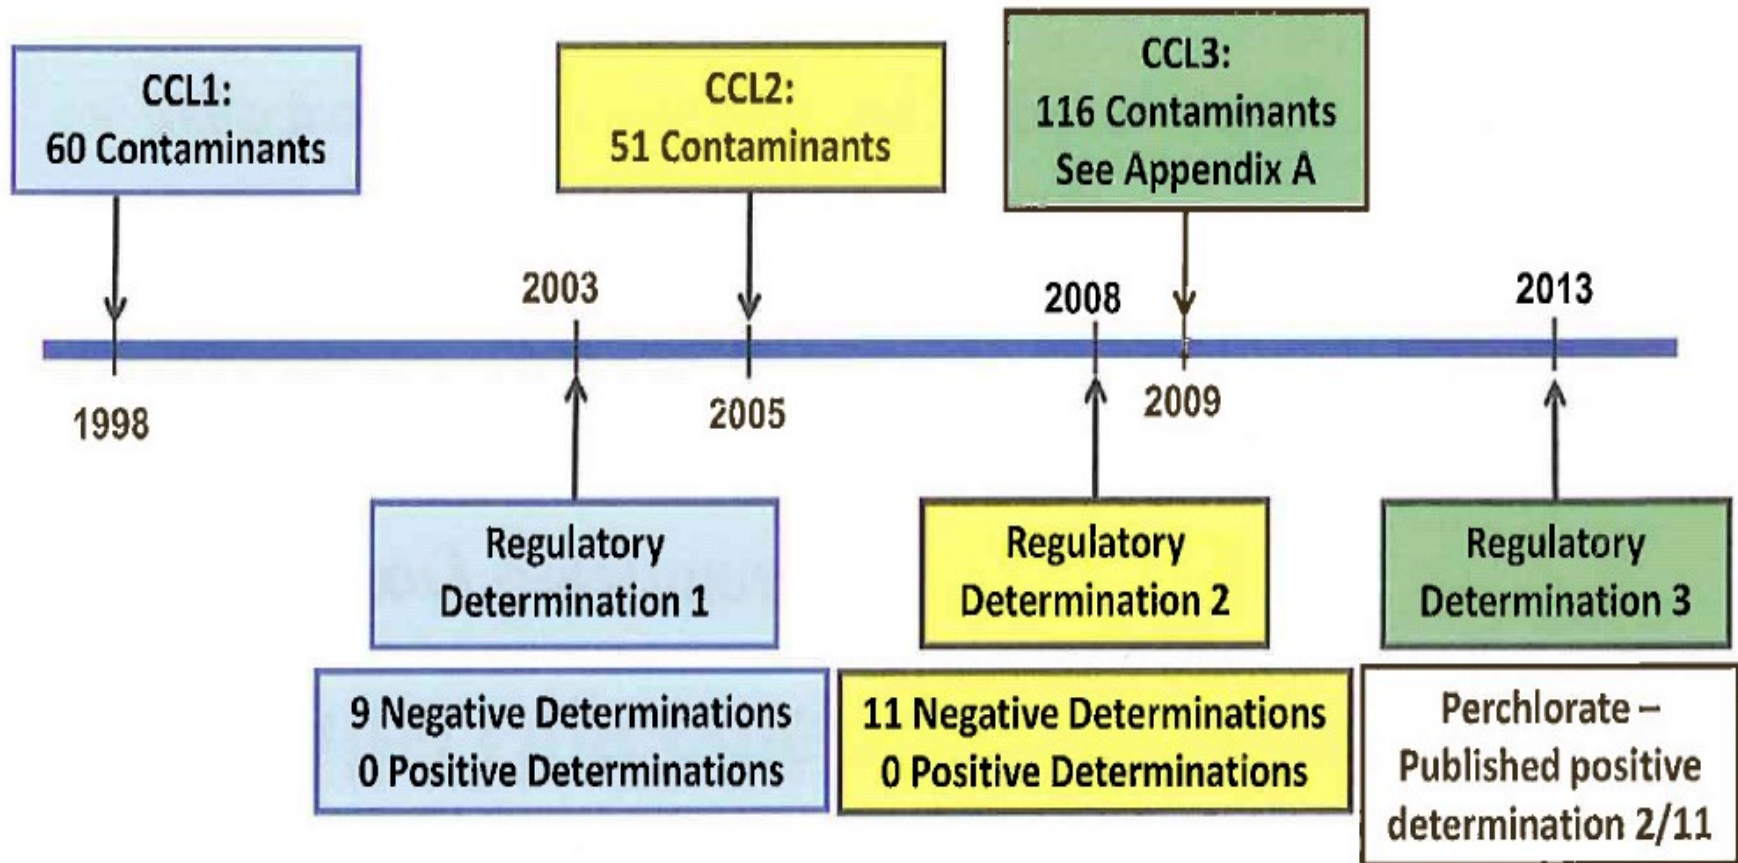 CCL1:
60 Contaminants
CCL2:
51 Contaminants
CCL3:
116 Contaminants
See Appendix A
2003
2008
2013
1998
2005
2009
Regulatory
Determination 1
Regulatory
Determination 2
Regulatory
Determination 3
9 Negative Determinations
0 Positive Determinations
11 Negative Determinations
0 Positive Determinations
Perchlorate –
Published positive
determination 2/11